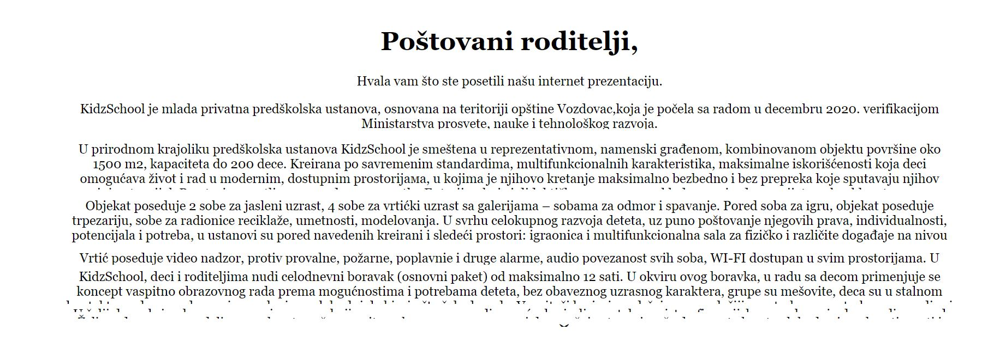 Poštovani roditelji,
Hvala vam što ste posetili našu internet prezentaciju.
KidzSchool je mlada privatna predškolska ustanova, osnovana na teritoriji opštine Vozdovac,koja je počela sa radom u decembru 2020. verifikacijom
Ministarstva prosvete, nauke i tehnološkog razvoja.
U prirodnom krajoliku predškolska ustanova KidzSchool je smeštena u reprezentativnom, namenski građenom, kombinovanom objektu površine oko
1500 m2, kapaciteta do 200 dece. Kreirana po savremenim standardima, multifunkcionalnih karakteristika, maksimalne iskorišćenosti koja deci
omogućava život i rad u modernim, dostupnim prostorijaмa, u kojima je njihovo kretanje maksimalno bezbedno i bez prepreka koje sputavaju njihov
Objekat poseduje 2 sobe za jasleni uzrast, 4 sobe za vrtićki uzrast sa galerijama – sobama za odmor i spavanje. Pored soba za igru, objekat poseduje
trpezariju, sobe za radionice reciklaže, umetnosti, modelovanja. U svrhu celokupnog razvoja deteta, uz puno poštovanje njegovih prava, individualnosti,
potencijala i potreba, u ustanovi su pored navedenih kreirani i sledeći prostori: igraonica i multifunkcionalna sala za fizičko i različite događaje na nivou
Vrtić poseduje video nadzor, protiv provalne, požarne, poplavnie i druge alarme, audio povezanost svih soba, WI-FI dostupan u svim prostorijama. U
KidzSchool, deci i roditeljima nudi celodnevni boravak (osnovni paket) od maksimalno 12 sati. U okviru ovog boravka, u radu sa decom primenjuje se
koncept vaspitno obrazovnog rada prema mogućnostima i potrebama deteta, bez obaveznog uzrasnog karaktera, grupe su mešovite, deca su u stalnom